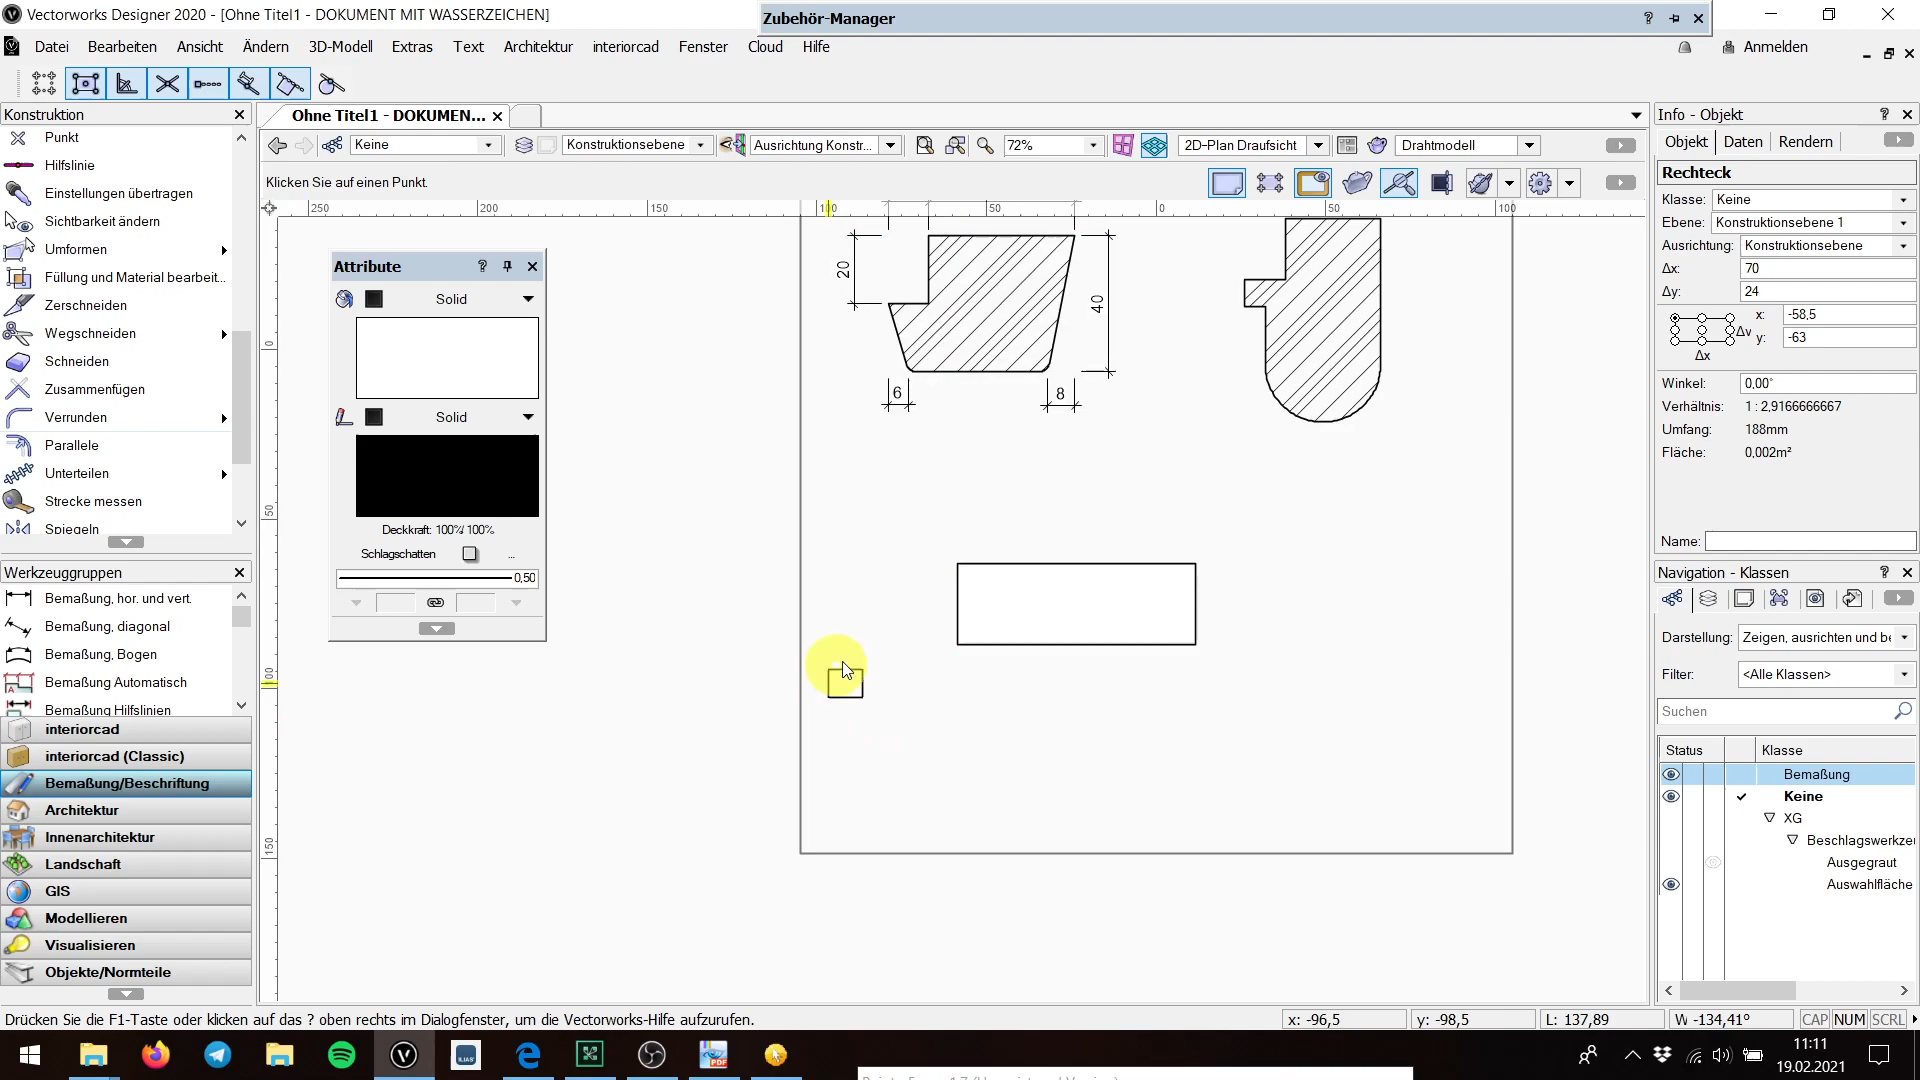 Vectorworks Designer 2020 - [Ohne Titel1 - DOKUMENT MIT WASSERZEICHEN]
Zubehör-Manager
Datei Bearbeiten Ansicht Ändern 3D-Modell Extras Text Architektur interiorcad Fenster Cloud Hilfe
Anmelden
Konstruktion
Ohne Titel1 - DOKUMEN...
Info - Objekt
Keine
Konstruktionsebene
Ausrichtung Konstr...
72%
2D-Plan Draufsicht
Drahtmodell
Klicken Sie auf einen Punkt.
Punkt
Hilfslinie
Einstellungen übertragen
Sichtbarkeit ändern
Umformen
Füllung und Material bearbeit...
Zerschneiden
Wegschneiden
Schneiden
Zusammenfügen
Verrunden
Parallele
Unterteilen
Strecke messen
Spiegeln
Werkzeuggruppen
Bemaßung, hor. und vert.
Bemaßung, diagonal
Bemaßung, Bogen
Bemaßung Automatisch
Bemaßung Hilfslinien
interiorcad
interiorcad (Classic)
Bemaßung/Beschriftung
Architektur
Innenarchitektur
Landschaft
GIS
Modellieren
Visualisieren
Objekte/Normteile
250 200 150 100 50 0 50 100
0
50
100
150
Attribute
Solid
Solid
Deckkraft: 100%/ 100%
Schlagschatten ...
0,50
20
40
6
8
Objekt Daten Rendern
Rechteck
Klasse: Keine
Ebene: Konstruktionsebene 1
Ausrichtung: Konstruktionsebene
Δx: 70
Δy: 24
x: -58,5
Δy y: -63
Δx
Winkel: 0,00°
Verhältnis: 1 : 2,9166666667
Umfang: 188mm
Fläche: 0,002m²
Name:
Navigation - Klassen
Darstellung: Zeigen, ausrichten und be
Filter: <Alle Klassen>
Suchen
Status Klasse
Bemaßung
Keine
XG
Beschlagswerkzeu
Ausgegraut
Auswahlfläche
Drücken Sie die F1-Taste oder klicken auf das ? oben rechts im Dialogfenster, um die Vectorworks-Hilfe aufzurufen.
x: -96,5 y: -98,5 L: 137,89 W -134,41° CAP NUM SCRL
ILIAS
PDF
11:11
19.02.2021